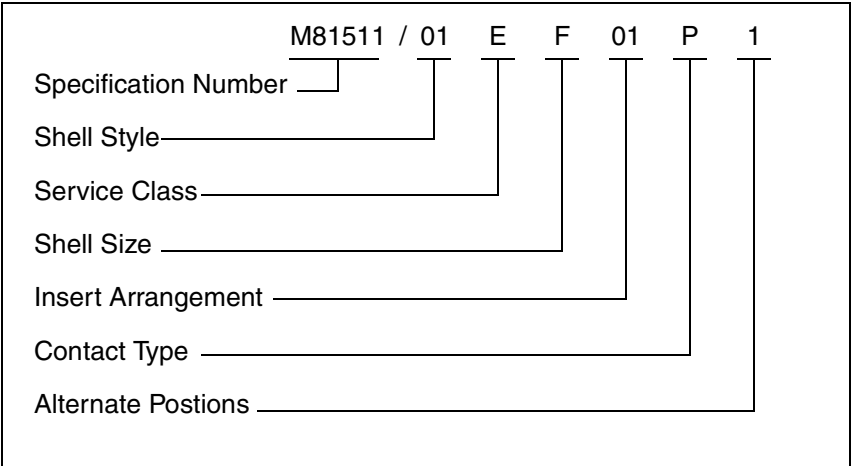 M81511 / 01 E F 01 P 1
Specification Number
Shell Style
Service Class
Shell Size
Insert Arrangement
Contact Type
Alternate Postions